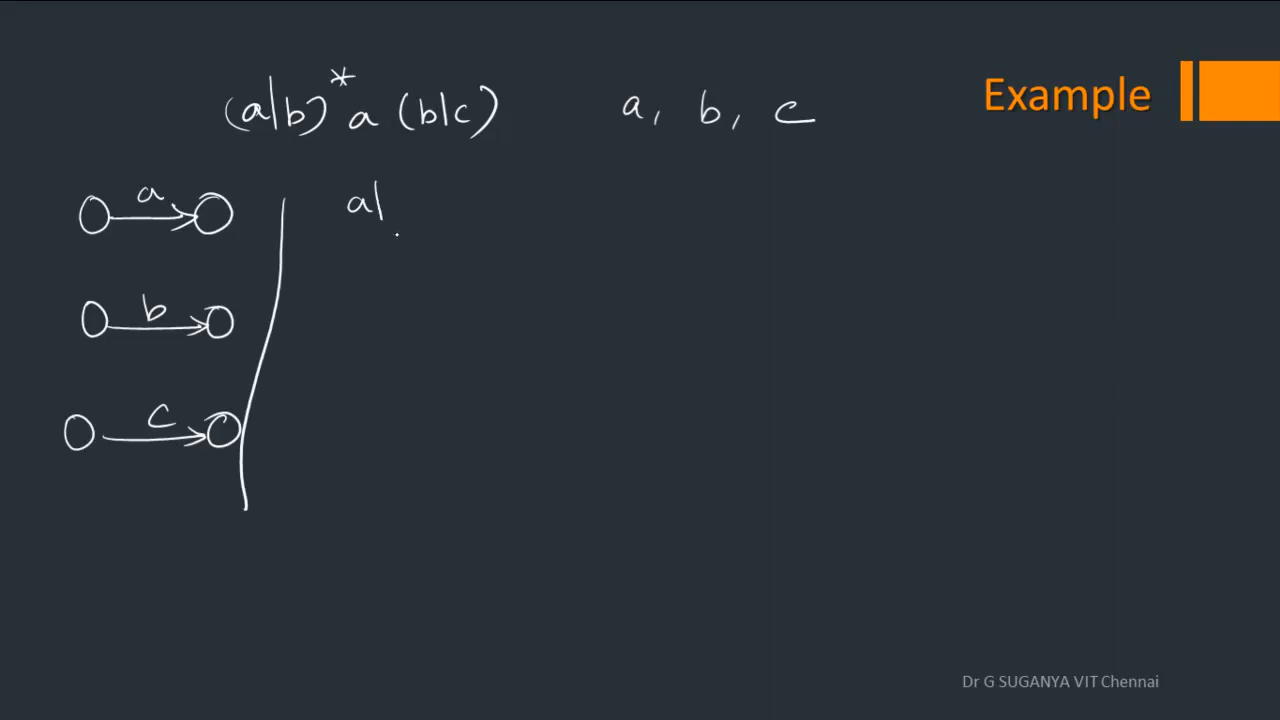 (a|b)* a (b|c) a, b, c
Example
a
a|
b
c
Dr G SUGANYA VIT Chennai